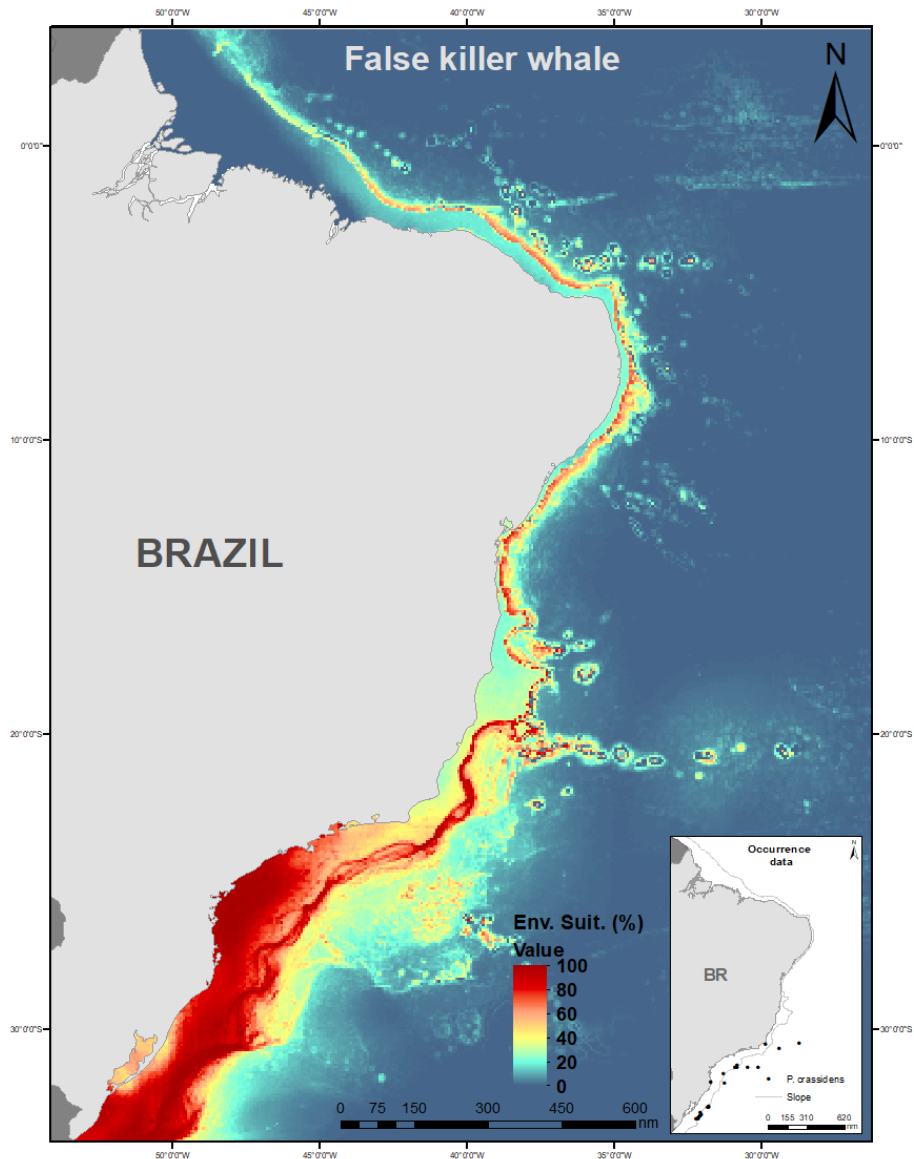 50°0'0"W 45°0'0"W 40°0'0"W 35°0'0"W 30°0'0"W
False killer whale
N
0°0'0" 0°0'0"
10°0'0"S 10°0'0"S
BRAZIL
20°0'0"S 20°0'0"S
Occurrence
data
Env. Suit. (%)
Value
100
80
60
40
20
0
BR
30°0'0"S 30°0'0"S
P. crassidens
Slope
0 155 310 620
nm
0 75 150 300 450 600
nm
50°0'0"W 45°0'0"W 40°0'0"W 35°0'0"W 30°0'0"W